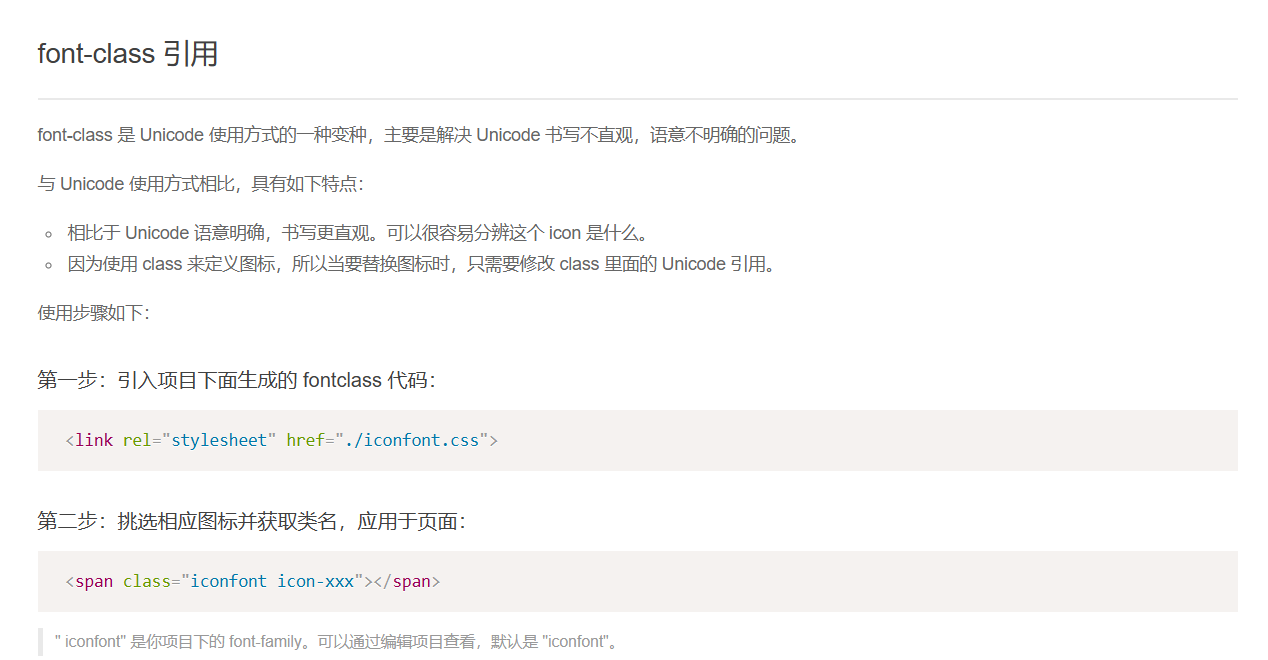 font-class 引用
font-class 是 Unicode 使用方式的一种变种，主要是解决 Unicode 书写不直观，语意不明确的问题。
与 Unicode 使用方式相比，具有如下特点：
相比于 Unicode 语意明确，书写更直观。可以很容易分辨这个 icon 是什么。
因为使用 class 来定义图标，所以当要替换图标时，只需要修改 class 里面的 Unicode 引用。
使用步骤如下：
第一步：引入项目下面生成的 fontclass 代码：
<link rel="stylesheet" href="./iconfont.css">
第二步：挑选相应图标并获取类名，应用于页面：
<span class="iconfont icon-xxx"></span>
" iconfont" 是你项目下的 font-family。可以通过编辑项目查看，默认是 "iconfont"。